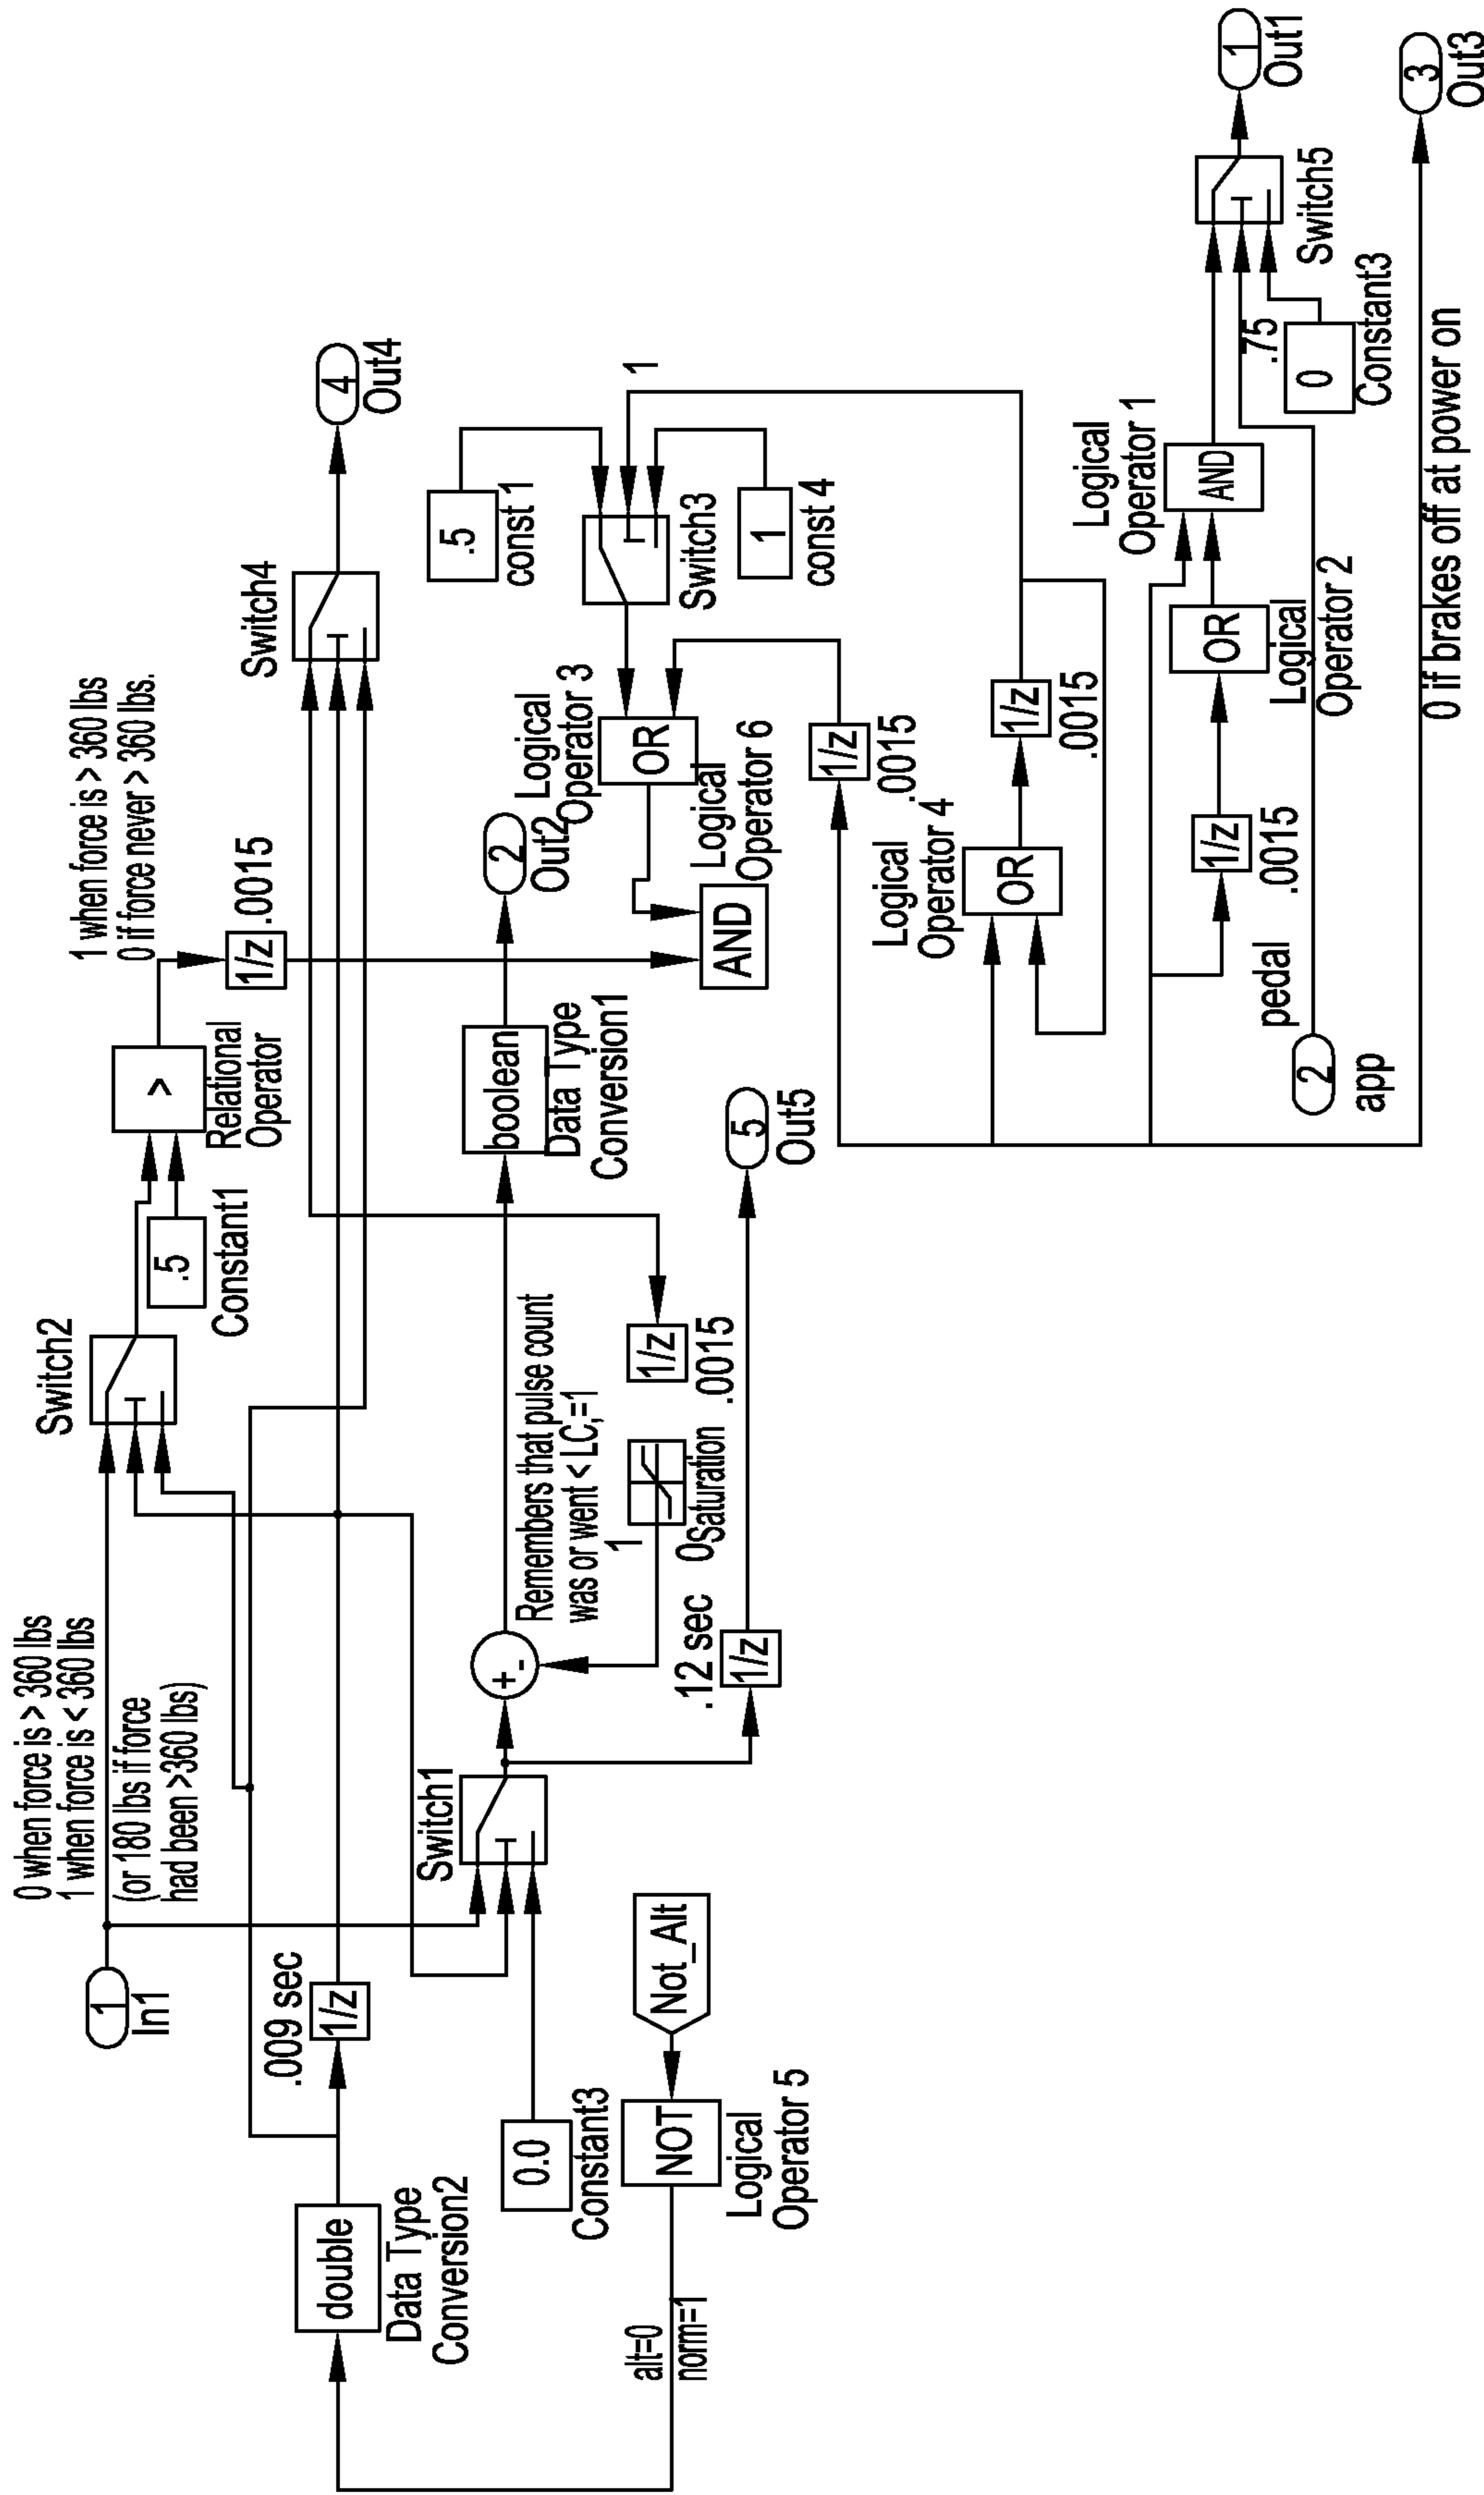 0 when force is > 360 lbs
1 when force is < 360 lbs
(or 180 lbs if force
had been >360 lbs)
1
In1
Switch2
.5
Constant1
>
Relational
Operator
1 when force is > 360 lbs
0 if force never > 360 lbs.
1/z
.0015
Switch4
4
Out4
double
Data Type
Conversion2
.009 sec
1/z
Switch1
0.0
Constant3
+
-
Remembers that pulse count
was or went < LC,=1
boolean
Data Type
Conversion1
2
Out2
.5
const 1
Logical
Operator 3
OR
Switch3
1
1
const 4
alt=0
norm=1
NOT
Logical
Operator 5
Not_Alt
1
0
Saturation
1/z
.0015
.12 sec
1/z
5
Out5
Logical
Operator 6
AND
1/z
.0015
Logical
Operator 4
OR
1/z
.0015
Logical
Operator 1
AND
1/z
.0015
OR
Logical
Operator 2
Switch5
1
Out1
pedal
2
app
.75
0
Constant3
0 if brakes off at power on
3
Out3